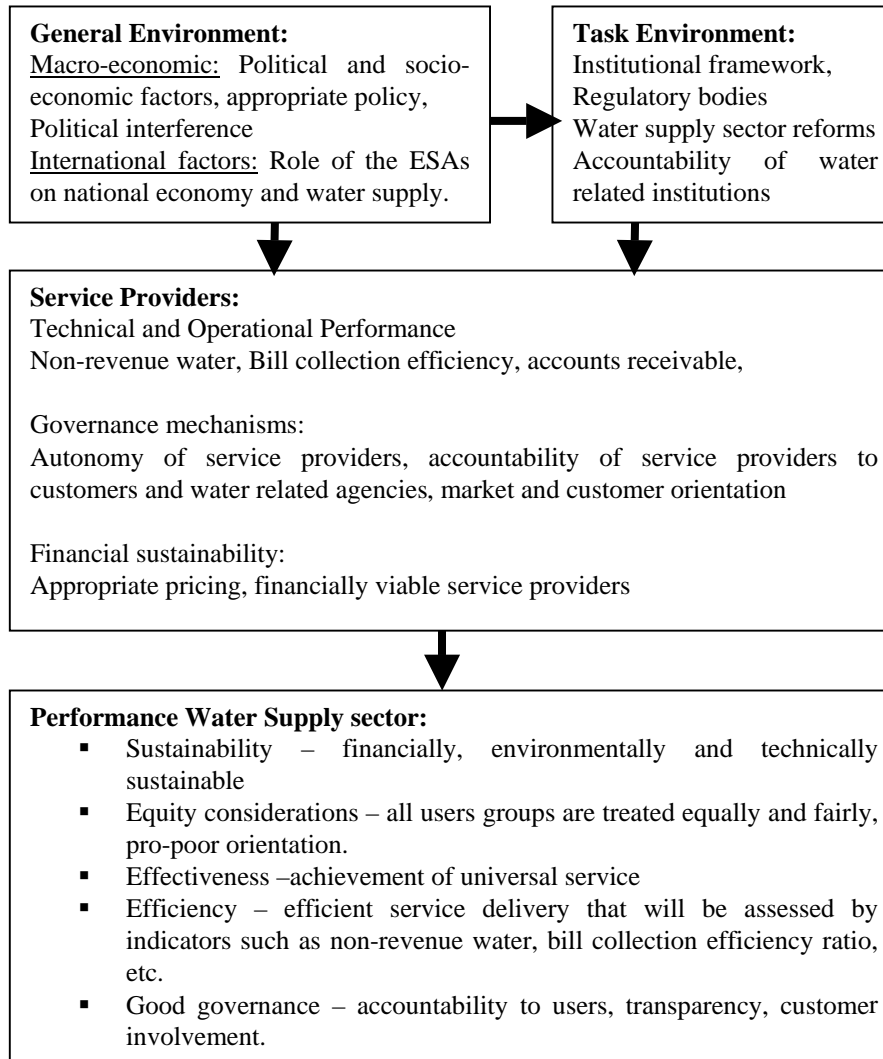 General Environment:
Macro-economic: Political and socio-
economic factors, appropriate policy,
Political interference
International factors: Role of the ESAs
on national economy and water supply.
Task Environment:
Institutional framework,
Regulatory bodies
Water supply sector reforms
Accountability of water
related institutions
Service Providers:
Technical and Operational Performance
Non-revenue water, Bill collection efficiency, accounts receivable,
Governance mechanisms:
Autonomy of service providers, accountability of service providers to
customers and water related agencies, market and customer orientation
Financial sustainability:
Appropriate pricing, financially viable service providers
Performance Water Supply sector:
▪ Sustainability – financially, environmentally and technically
sustainable
▪ Equity considerations – all users groups are treated equally and fairly,
pro-poor orientation.
▪ Effectiveness –achievement of universal service
▪ Efficiency – efficient service delivery that will be assessed by
indicators such as non-revenue water, bill collection efficiency ratio,
etc.
▪ Good governance – accountability to users, transparency, customer
involvement.